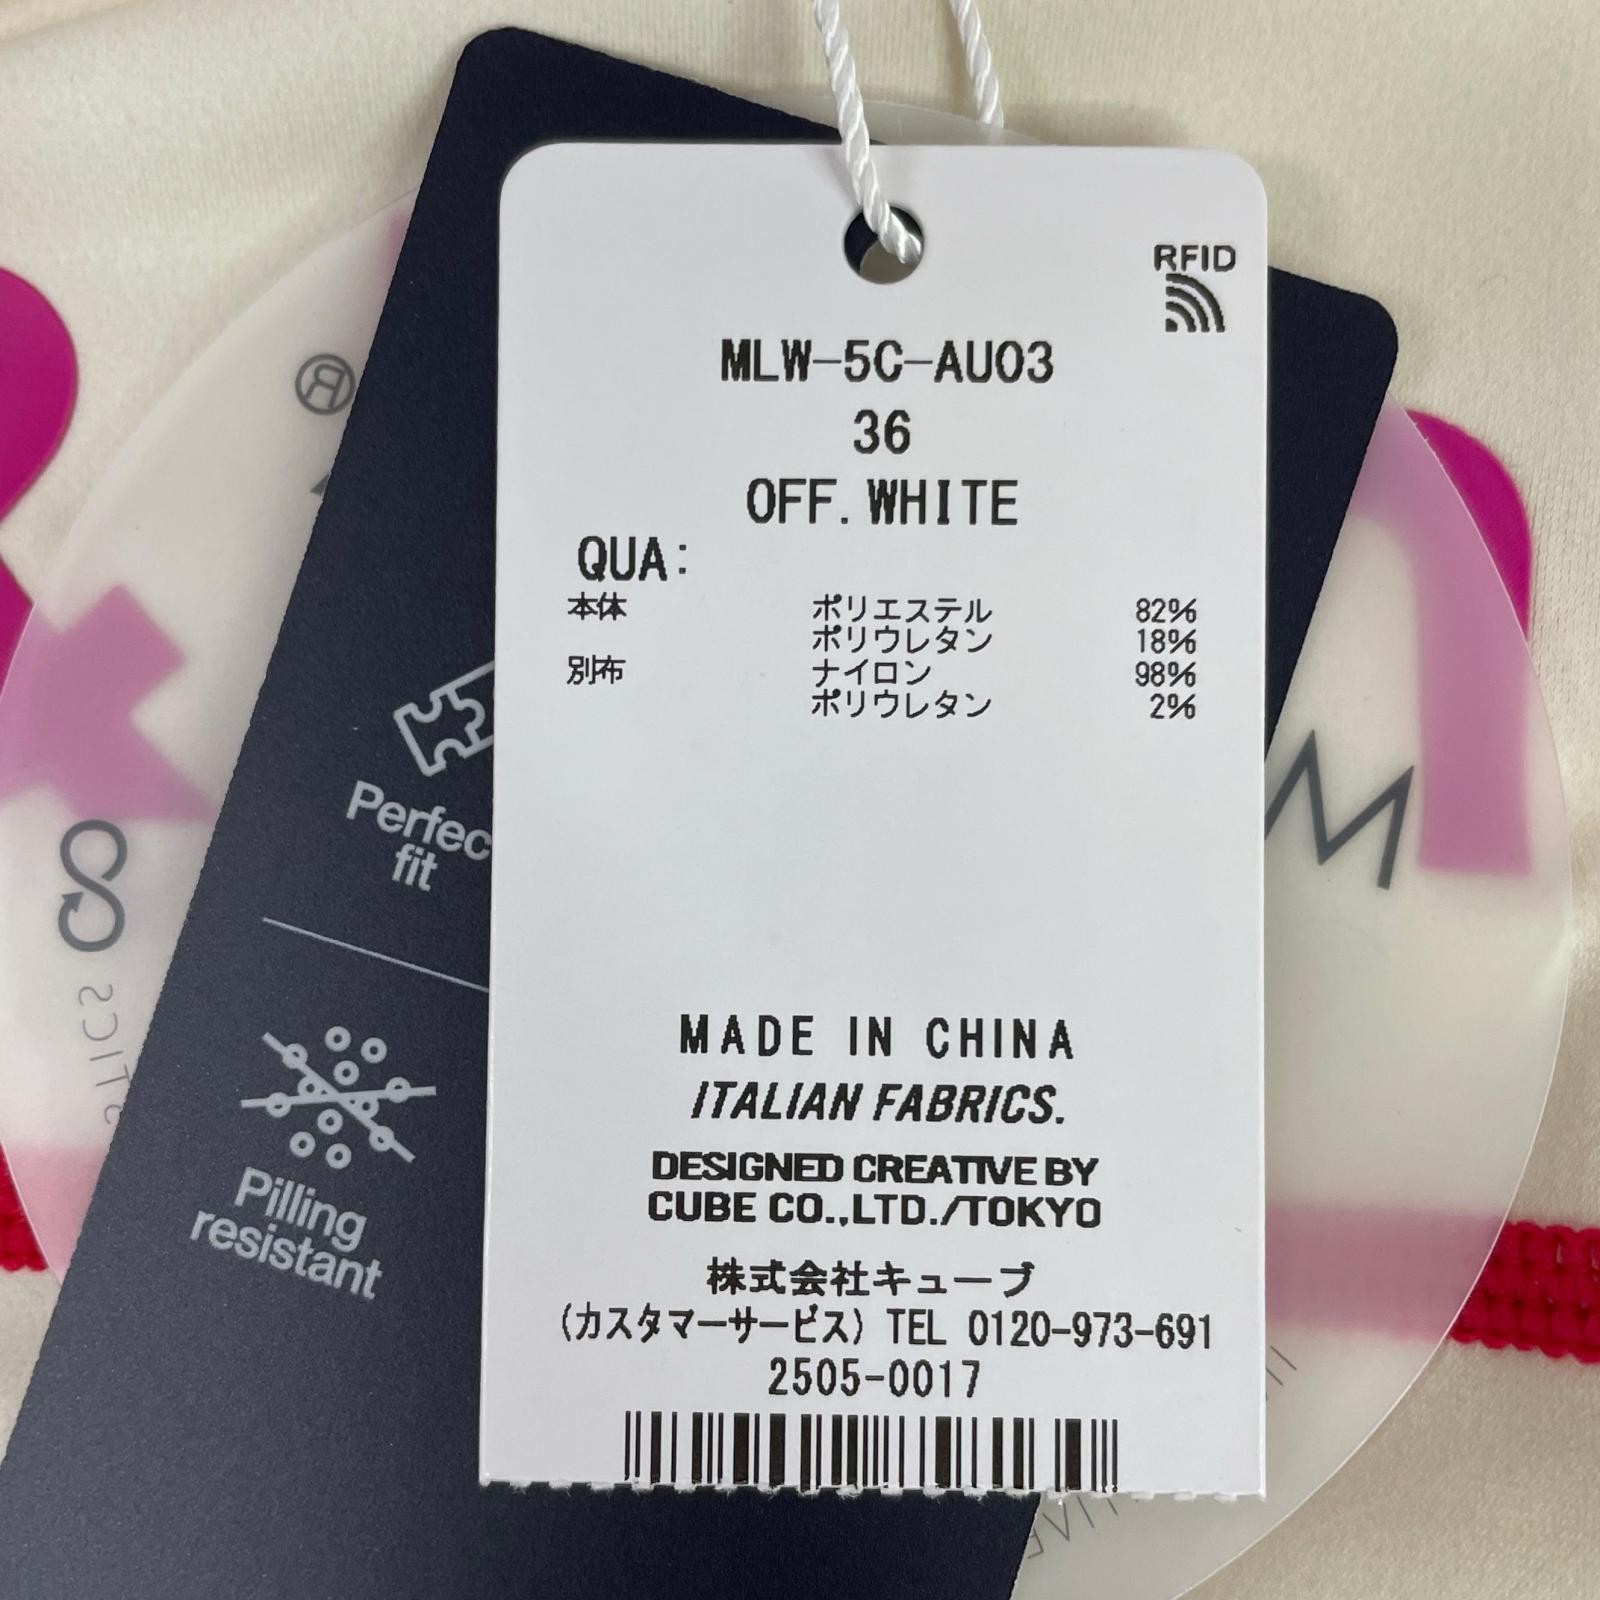 RFID
MLW-5C-AU03
36
OFF. WHITE
QUA:
本体 ポリエステル 82%
ポリウレタン 18%
別布 ナイロン 98%
ポリウレタン 2%
MADE IN CHINA
ITALIAN FABRICS.
DESIGNED CREATIVE BY
CUBE CO.,LTD./TOKYO
株式会社キューブ
(カスタマーサービス) TEL 0120-973-691
2505-0017
Perfec
fit
Pilling
resistant
®
M